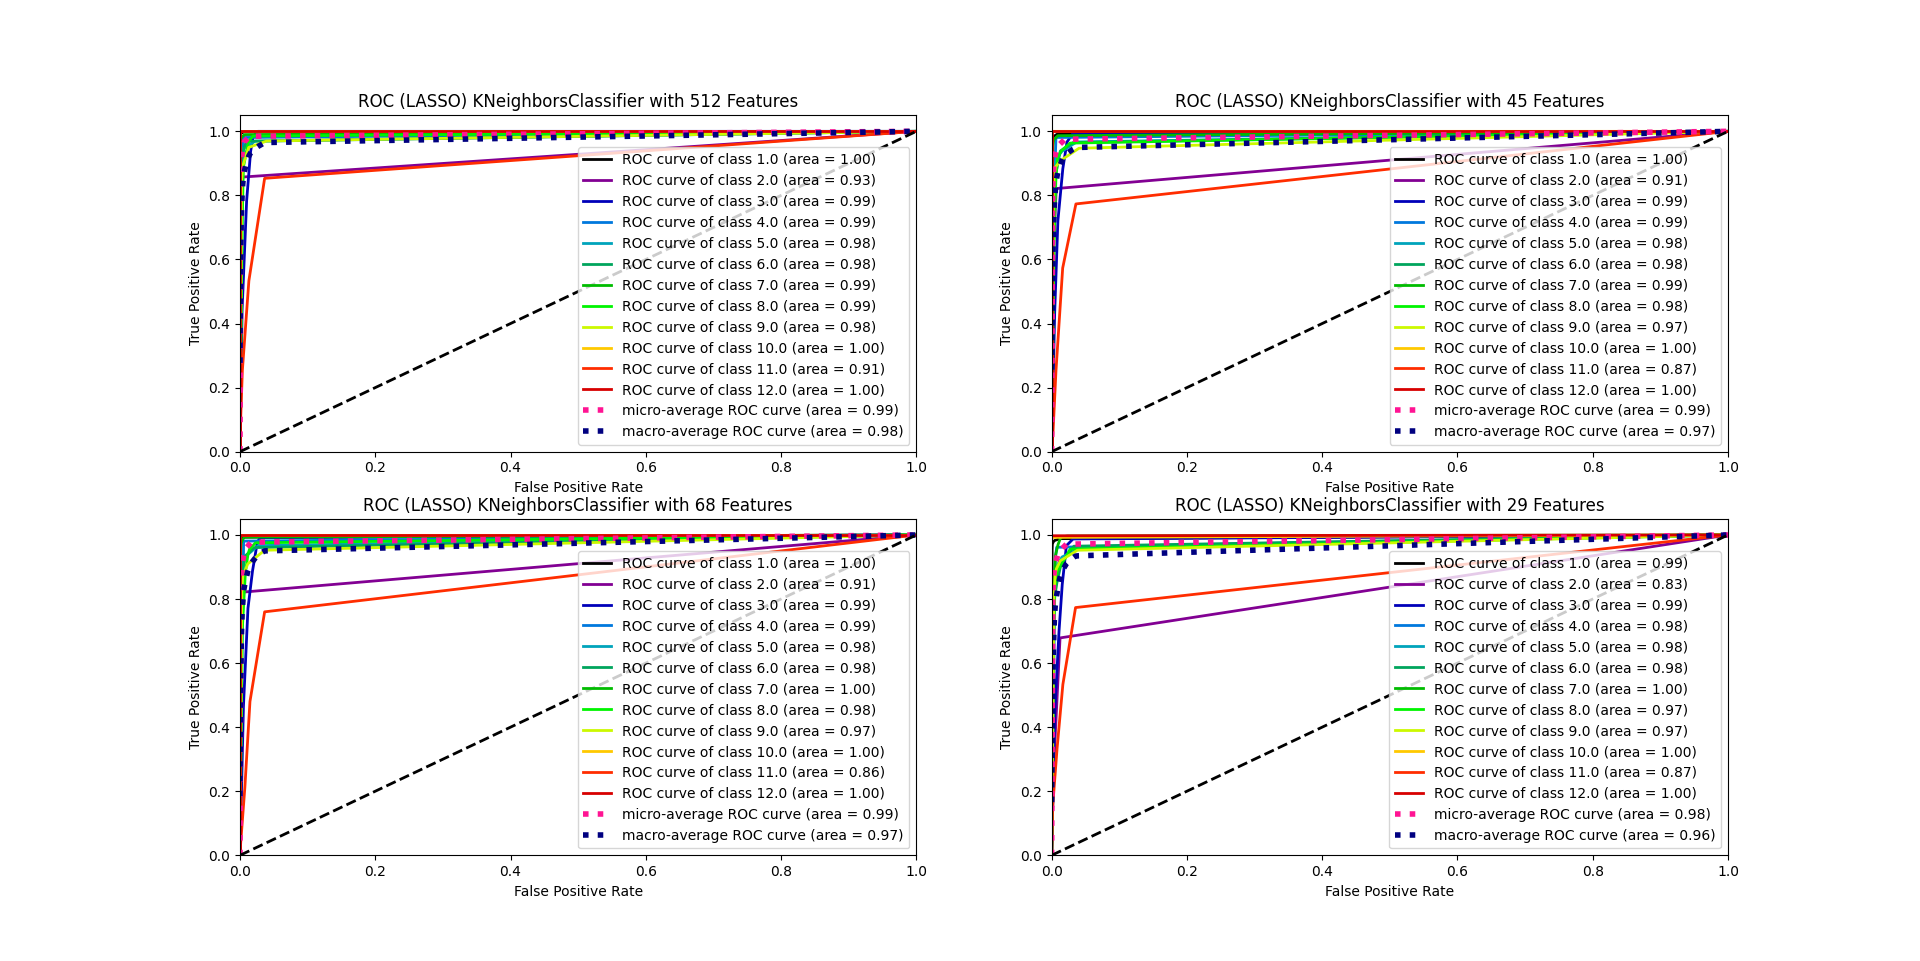 ROC (LASSO) KNeighborsClassifier with 512 Features
True Positive Rate
1.0
0.8
0.6
0.4
0.2
0.0
ROC curve of class 1.0 (area = 1.00)
ROC curve of class 2.0 (area = 0.93)
ROC curve of class 3.0 (area = 0.99)
ROC curve of class 4.0 (area = 0.99)
ROC curve of class 5.0 (area = 0.98)
ROC curve of class 6.0 (area = 0.98)
ROC curve of class 7.0 (area = 0.99)
ROC curve of class 8.0 (area = 0.99)
ROC curve of class 9.0 (area = 0.98)
ROC curve of class 10.0 (area = 1.00)
ROC curve of class 11.0 (area = 0.91)
ROC curve of class 12.0 (area = 1.00)
micro-average ROC curve (area = 0.99)
macro-average ROC curve (area = 0.98)
0.0 0.2 0.4 0.6 0.8 1.0
False Positive Rate
ROC (LASSO) KNeighborsClassifier with 45 Features
True Positive Rate
1.0
0.8
0.6
0.4
0.2
0.0
ROC curve of class 1.0 (area = 1.00)
ROC curve of class 2.0 (area = 0.91)
ROC curve of class 3.0 (area = 0.99)
ROC curve of class 4.0 (area = 0.99)
ROC curve of class 5.0 (area = 0.98)
ROC curve of class 6.0 (area = 0.98)
ROC curve of class 7.0 (area = 0.99)
ROC curve of class 8.0 (area = 0.98)
ROC curve of class 9.0 (area = 0.97)
ROC curve of class 10.0 (area = 1.00)
ROC curve of class 11.0 (area = 0.87)
ROC curve of class 12.0 (area = 1.00)
micro-average ROC curve (area = 0.99)
macro-average ROC curve (area = 0.97)
0.0 0.2 0.4 0.6 0.8 1.0
False Positive Rate
ROC (LASSO) KNeighborsClassifier with 68 Features
True Positive Rate
1.0
0.8
0.6
0.4
0.2
0.0
ROC curve of class 1.0 (area = 1.00)
ROC curve of class 2.0 (area = 0.91)
ROC curve of class 3.0 (area = 0.99)
ROC curve of class 4.0 (area = 0.99)
ROC curve of class 5.0 (area = 0.98)
ROC curve of class 6.0 (area = 0.98)
ROC curve of class 7.0 (area = 1.00)
ROC curve of class 8.0 (area = 0.98)
ROC curve of class 9.0 (area = 0.97)
ROC curve of class 10.0 (area = 1.00)
ROC curve of class 11.0 (area = 0.86)
ROC curve of class 12.0 (area = 1.00)
micro-average ROC curve (area = 0.99)
macro-average ROC curve (area = 0.97)
0.0 0.2 0.4 0.6 0.8 1.0
False Positive Rate
ROC (LASSO) KNeighborsClassifier with 29 Features
True Positive Rate
1.0
0.8
0.6
0.4
0.2
0.0
ROC curve of class 1.0 (area = 0.99)
ROC curve of class 2.0 (area = 0.83)
ROC curve of class 3.0 (area = 0.99)
ROC curve of class 4.0 (area = 0.98)
ROC curve of class 5.0 (area = 0.98)
ROC curve of class 6.0 (area = 0.98)
ROC curve of class 7.0 (area = 1.00)
ROC curve of class 8.0 (area = 0.97)
ROC curve of class 9.0 (area = 0.97)
ROC curve of class 10.0 (area = 1.00)
ROC curve of class 11.0 (area = 0.87)
ROC curve of class 12.0 (area = 1.00)
micro-average ROC curve (area = 0.98)
macro-average ROC curve (area = 0.96)
0.0 0.2 0.4 0.6 0.8 1.0
False Positive Rate